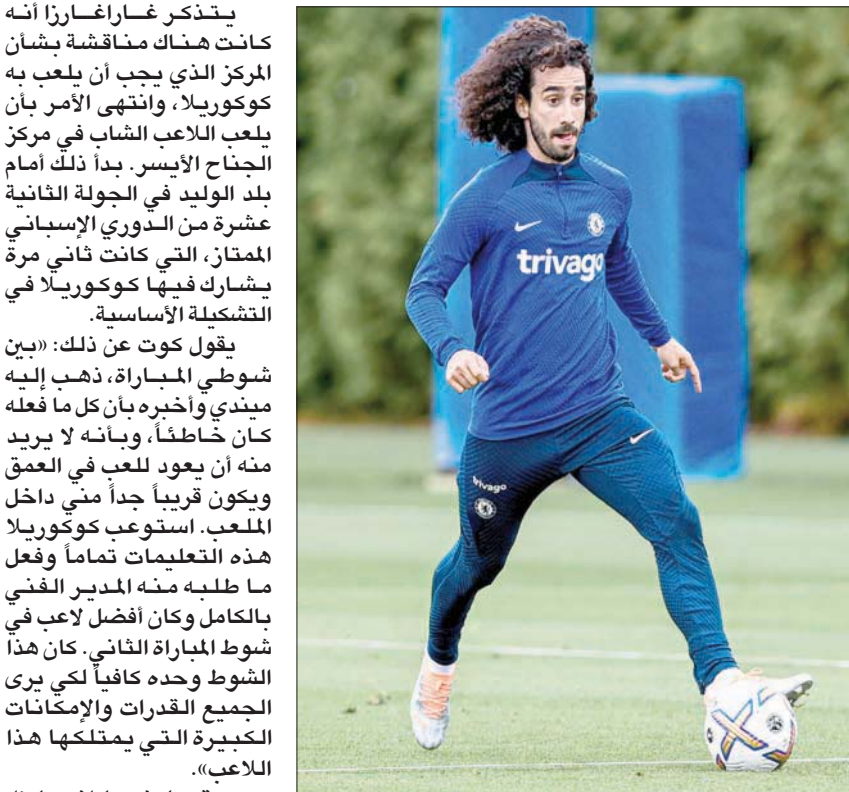 يتذكر غاراغارزا أنه
كانت هناك مناقشة بشأن
المركز الذي يجب أن يلعب به
كوكوريلا، وانتهى الأمر بأن
يلعب اللاعب الشاب في مركز
الجناح الأيسر. بدأ ذلك أمام
بلد الوليد في الجولة الثانية
عشرة من الدوري الإسباني
الممتاز، التي كانت ثاني مرة
يشارك فيها كوكوريلا في
التشكيلة الأساسية.
يقول كوت عن ذلك: «بين
شوطي المباراة، ذهب إليه
ميندي وأخبره بأن كل ما فعله
كان خاطئاً، وبأنه لا يريد
منه أن يعود للعب في العمق
ويكون قريباً جداً مني داخل
الملعب. استوعب كوكوريلا
هذه التعليمات تماماً وفعل
ما طلبه منه المدير الفني
بالكامل وكان أفضل لاعب في
شوط المباراة الثاني. كان هذا
الشوط وحده كافياً لكي يرى
الجميع القدرات والإمكانات
الكبيرة التي يمتلكها هذا
اللاعب».
trivago
trivago